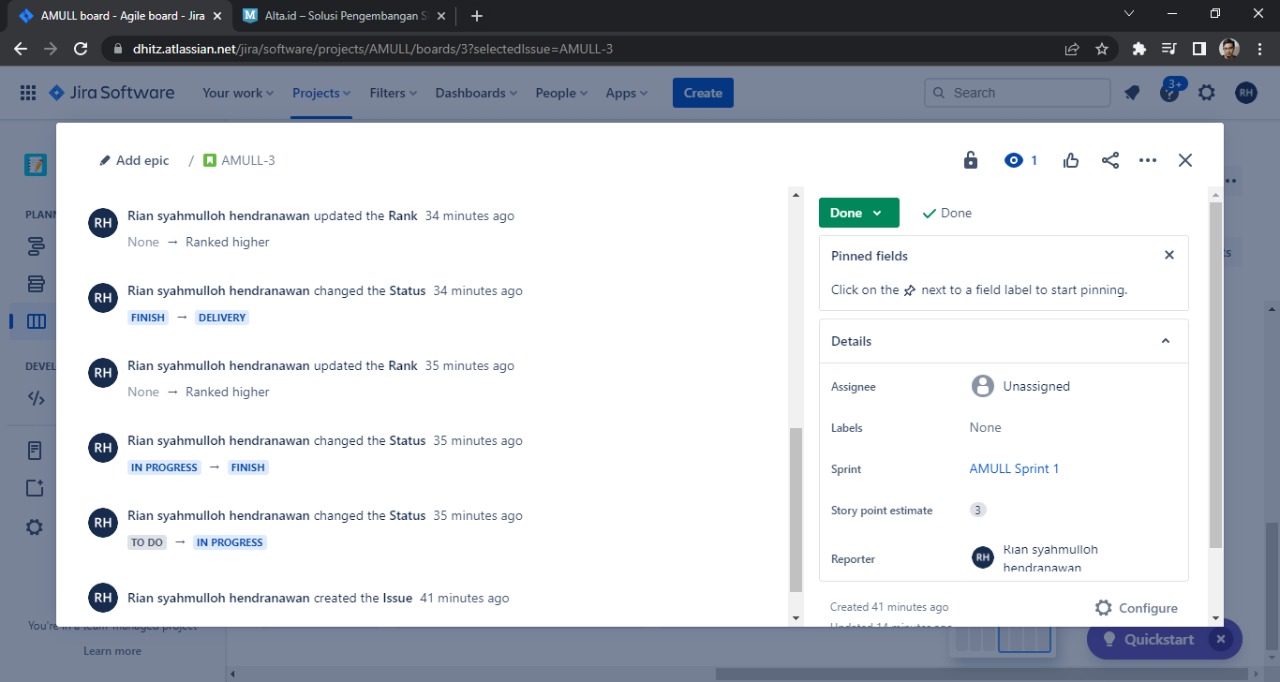 AMULL board - Agile board - Jira
Alta.id – Solusi Pengembangan S
dhitz.atlassian.net/jira/software/projects/AMULL/boards/3?selectedIssue=AMULL-3
Jira Software
Your work
Projects
Filters
Dashboards
People
Apps
Create
Search
3+
RH
PLANN
DEVEL
Add epic
/
AMULL-3
1
RH
Rian syahmulloh hendranawan updated the Rank 34 minutes ago
None → Ranked higher
RH
Rian syahmulloh hendranawan changed the Status 34 minutes ago
FINISH → DELIVERY
RH
Rian syahmulloh hendranawan updated the Rank 35 minutes ago
None → Ranked higher
RH
Rian syahmulloh hendranawan changed the Status 35 minutes ago
IN PROGRESS → FINISH
RH
Rian syahmulloh hendranawan changed the Status 35 minutes ago
TO DO → IN PROGRESS
RH
Rian syahmulloh hendranawan created the Issue 41 minutes ago
Done
Done
Pinned fields
Click on the next to a field label to start pinning.
Details
Assignee
Unassigned
Labels
None
Sprint
AMULL Sprint 1
Story point estimate
3
Reporter
RH
Rian syahmulloh
hendranawan
Created 41 minutes ago
Updated 14 minutes ago
Configure
You're in a team-managed project
Learn more
Quickstart